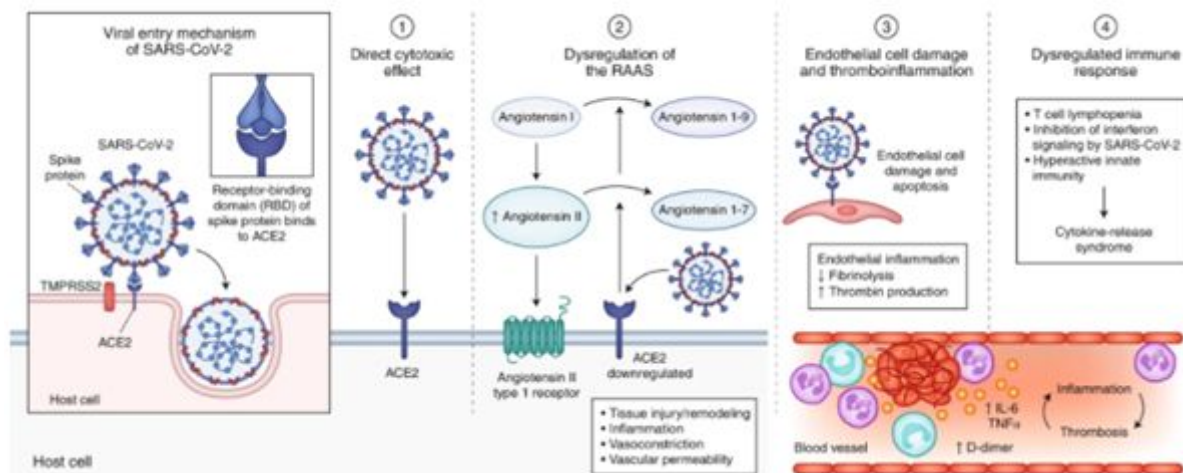 Viral entry mechanism
of SARS-CoV-2
SARS-CoV-2
Spike
protein
Receptor-binding
domain (RBD) of
spike protein binds
to ACE2
TMPRSS2
ACE2
Host cell
Host cell
1
Direct cytotoxic
effect
ACE2
2
Dysregulation of
the RAAS
Angiotensin I
Angiotensin 1-9
↑ Angiotensin II
Angiotensin 1-7
Angiotensin II
type 1 receptor
ACE2
downregulated
• Tissue injury/remodeling
• Inflammation
• Vasoconstriction
• Vascular permeability
3
Endothelial cell damage
and thromboinflammation
Endothelial cell
damage and
apoptosis
Endothelial inflammation
↓ Fibrinolysis
↑ Thrombin production
4
Dysregulated immune
response
• T cell lymphopenia
• Inhibition of interferon
signaling by SARS-CoV-2
• Hyperactive innate
immunity
Cytokine-release
syndrome
Blood vessel
↑ IL-6
TNFα
↑ D-dimer
Inflammation
Thrombosis